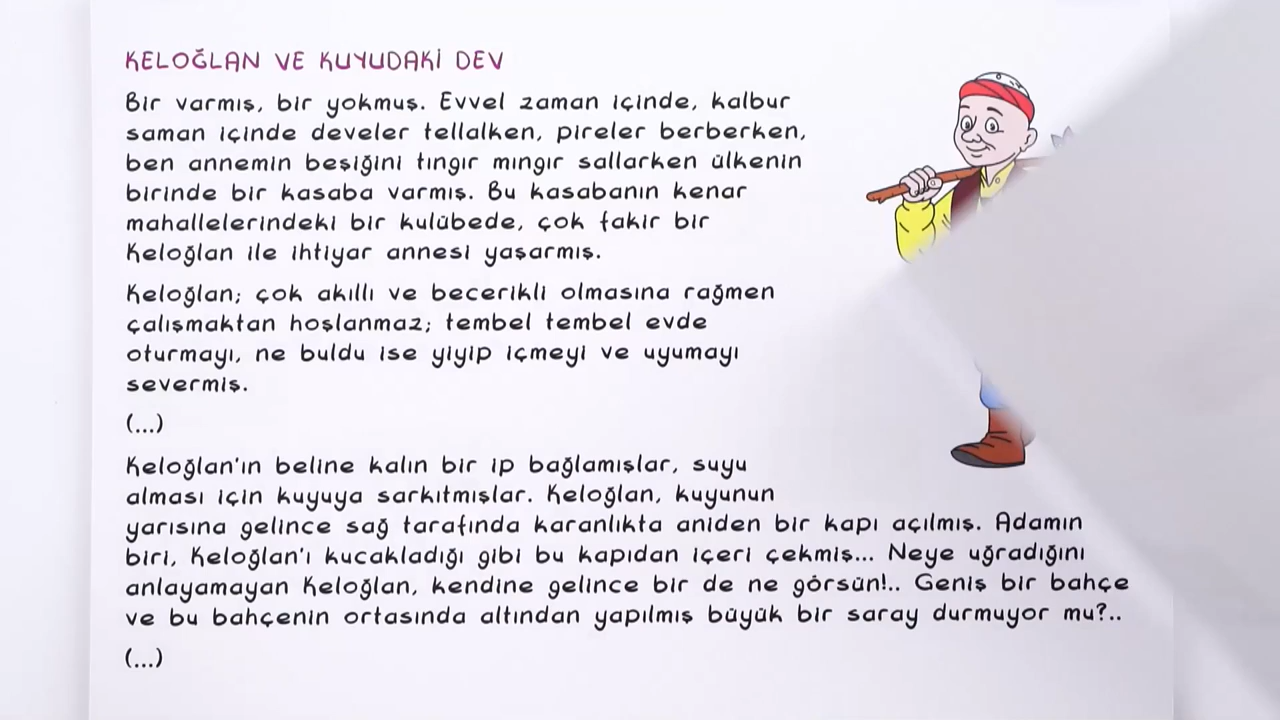 KELOĞLAN VE KUYUDAKİ DEV
Bir varmış, bir yokmuş. Evvel zaman içinde, kalbur
saman içinde develer tellalken, pireler berberken,
ben annemin beşiğini tıngır mıngır sallarken ülkenin
birinde bir kasaba varmış. Bu kasabanın kenar
mahallelerindeki bir kulübede, çok fakir bir
Keloğlan ile ihtiyar annesi yaşarmış.
Keloğlan; çok akıllı ve becerikli olmasına rağmen
çalışmaktan hoşlanmaz; tembel tembel evde
oturmayı, ne buldu ise yiyip içmeyi ve uyumayı
severmiş.
(...)
Keloğlan'ın beline kalın bir ip bağlamışlar, suyu
alması için kuyuya sarkıtmışlar. Keloğlan, kuyunun
yarısına gelince sağ tarafında karanlıkta aniden bir kapı açılmış. Adamın
biri, Keloğlan'ı kucakladığı gibi bu kapıdan içeri çekmiş... Neye uğradığını
anlayamayan Keloğlan, kendine gelince bir de ne görsün!.. Geniş bir bahçe
ve bu bahçenin ortasında altından yapılmış büyük bir saray durmuyor mu?..
(...)